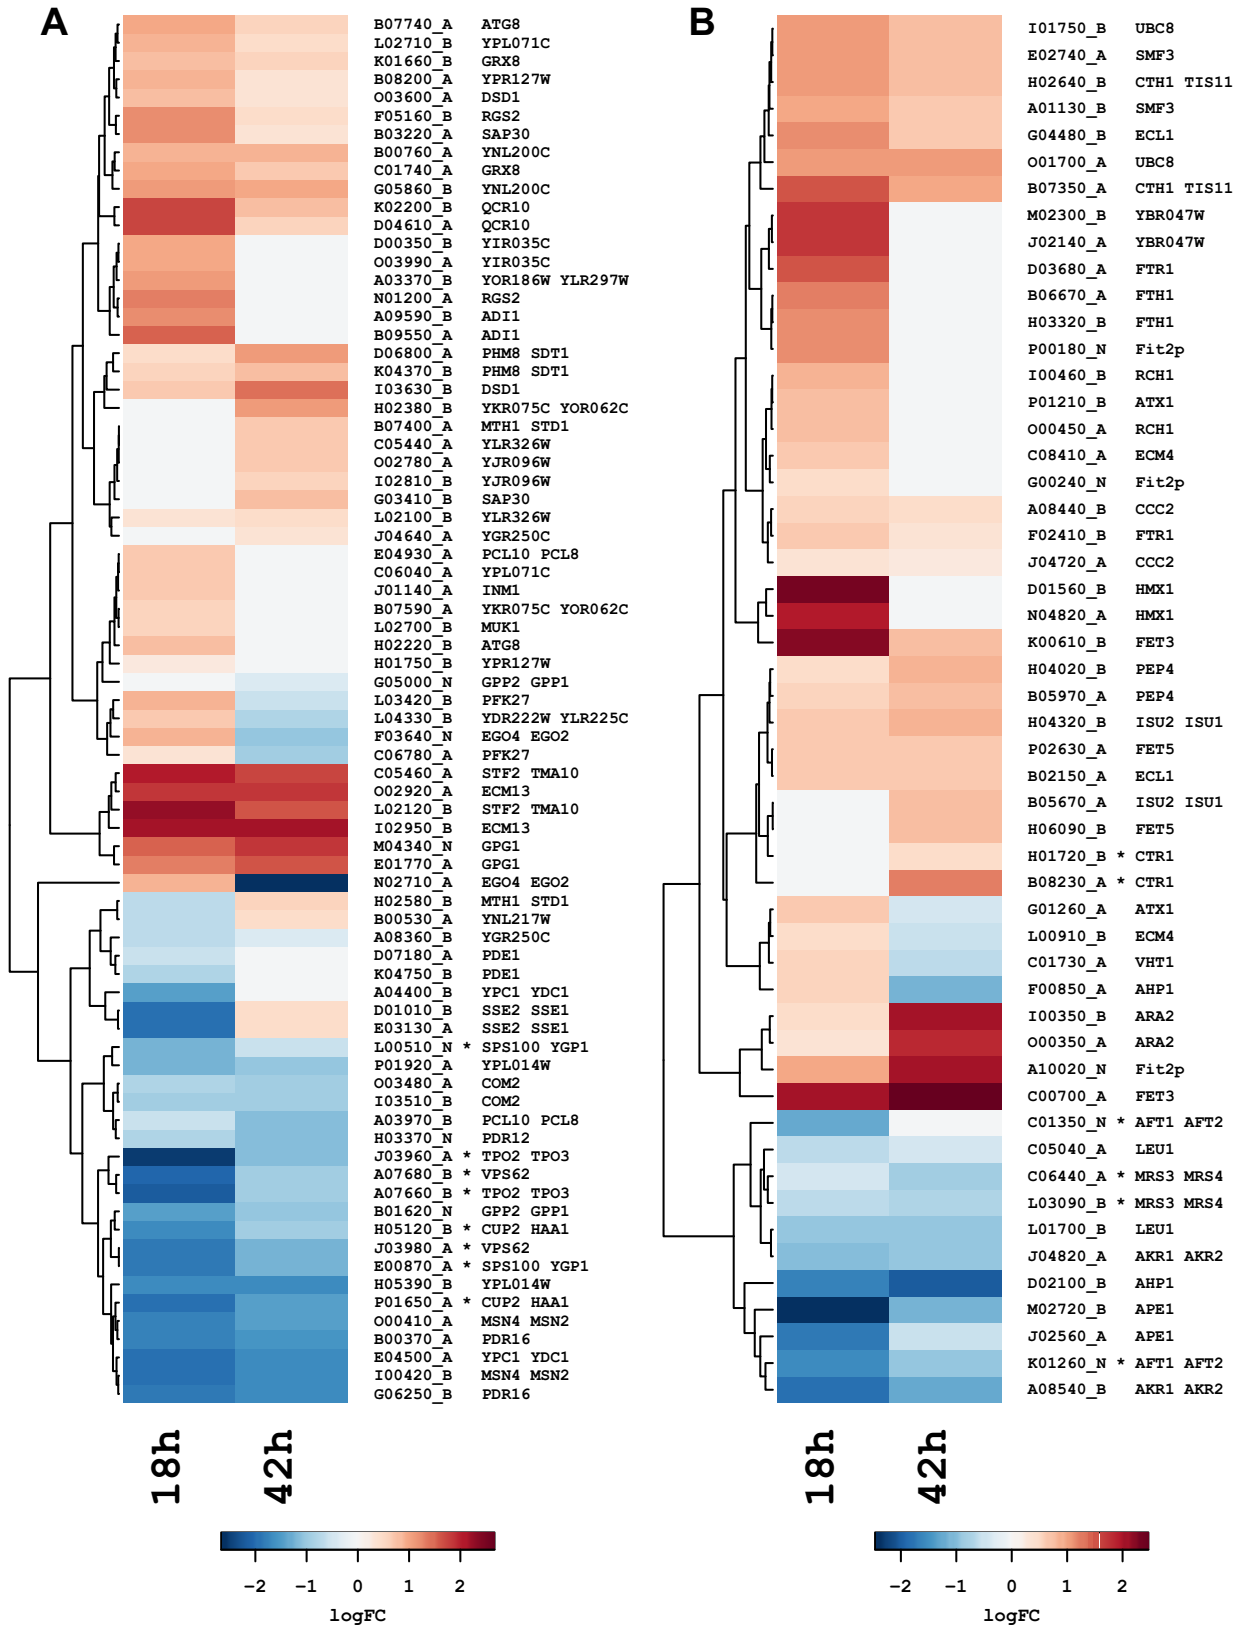 A
B07740_A ATG8
L02710_B YPL071C
K01660_B GRX8
B08200_A YPR127W
O03600_A DSD1
F05160_B RGS2
B03220_A SAP30
B00760_A YNL200C
C01740_A GRX8
G05860_B YNL200C
K02200_B QCR10
D04610_A QCR10
D00350_B YIR035C
O03990_A YIR035C
A03370_B YOR186W YLR297W
N01200_A RGS2
A09590_B ADI1
B09550_A ADI1
D06800_A PHM8 SDT1
K04370_B PHM8 SDT1
I03630_B DSD1
H02380_B YKR075C YOR062C
B07400_A MTH1 STD1
C05440_A YLR326W
O02780_A YJR096W
I02810_B YJR096W
G03410_B SAP30
L02100_B YLR326W
J04640_A YGR250C
E04930_A PCL10 PCL8
C06040_A YPL071C
J01140_A INM1
B07590_A YKR075C YOR062C
L02700_B MUK1
H02220_B ATG8
H01750_B YPR127W
G05000_N GPP2 GPP1
L03420_B PFK27
L04330_B YDR222W YLR225C
F03640_N EGO4 EGO2
C06780_A PFK27
C05460_A STF2 TMA10
O02920_A ECM13
L02120_B STF2 TMA10
I02950_B ECM13
M04340_N GPG1
E01770_A GPG1
N02710_A EGO4 EGO2
H02580_B MTH1 STD1
B00530_A YNL217W
A08360_B YGR250C
D07180_A PDE1
K04750_B PDE1
A04400_B YPC1 YDC1
D01010_B SSE2 SSE1
E03130_A SSE2 SSE1
L00510_N * SPS100 YGP1
P01920_A YPL014W
O03480_A COM2
I03510_B COM2
A03970_B PCL10 PCL8
H03370_N PDR12
J03960_A * TPO2 TPO3
A07680_B * VPS62
A07660_B * TPO2 TPO3
B01620_N GPP2 GPP1
H05120_B * CUP2 HAA1
J03980_A * VPS62
E00870_A * SPS100 YGP1
H05390_B YPL014W
P01650_A * CUP2 HAA1
O00410_A MSN4 MSN2
B00370_A PDR16
E04500_A YPC1 YDC1
I00420_B MSN4 MSN2
G06250_B PDR16
18h 42h
−2 −1 0 1 2
logFC
B
I01750_B UBC8
E02740_A SMF3
H02640_B CTH1 TIS11
A01130_B SMF3
G04480_B ECL1
O01700_A UBC8
B07350_A CTH1 TIS11
M02300_B YBR047W
J02140_A YBR047W
D03680_A FTR1
B06670_A FTH1
H03320_B FTH1
P00180_N Fit2p
I00460_B RCH1
P01210_B ATX1
O00450_A RCH1
C08410_A ECM4
G00240_N Fit2p
A08440_B CCC2
F02410_B FTR1
J04720_A CCC2
D01560_B HMX1
N04820_A HMX1
K00610_B FET3
H04020_B PEP4
B05970_A PEP4
H04320_B ISU2 ISU1
P02630_A FET5
B02150_A ECL1
B05670_A ISU2 ISU1
H06090_B FET5
H01720_B * CTR1
B08230_A * CTR1
G01260_A ATX1
L00910_B ECM4
C01730_A VHT1
F00850_A AHP1
I00350_B ARA2
O00350_A ARA2
A10020_N Fit2p
C00700_A FET3
C01350_N * AFT1 AFT2
C05040_A LEU1
C06440_A * MRS3 MRS4
L03090_B * MRS3 MRS4
L01700_B LEU1
J04820_A AKR1 AKR2
D02100_B AHP1
M02720_B APE1
J02560_A APE1
K01260_N * AFT1 AFT2
A08540_B AKR1 AKR2
18h 42h
−2 −1 0 1 2
logFC